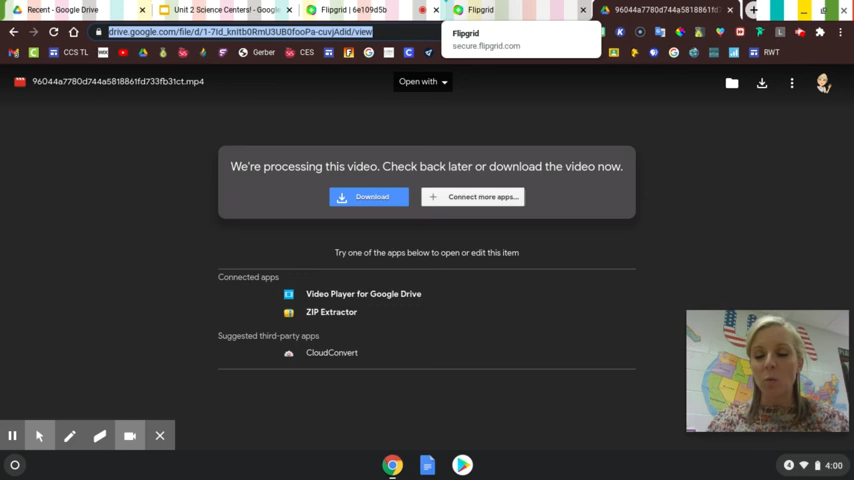 Recent - Google Drive
Unit 2 Science Centers! - Google
Flipgrid | 6e109d5b
Flipgrid
96044a7780d744a5818861fd733
drive.google.com/file/d/1-7Id_knItb0RmU3UB0fooPa-cuvjAdid/view
Flipgrid
secure.flipgrid.com
CCS TL
Gerber
CES
RWT
96044a7780d744a5818861fd733fb31ct.mp4
Open with
We're processing this video. Check back later or download the video now.
Download
Connect more apps...
Try one of the apps below to open or edit this item
Connected apps
Video Player for Google Drive
ZIP Extractor
Suggested third-party apps
CloudConvert
4
4:00